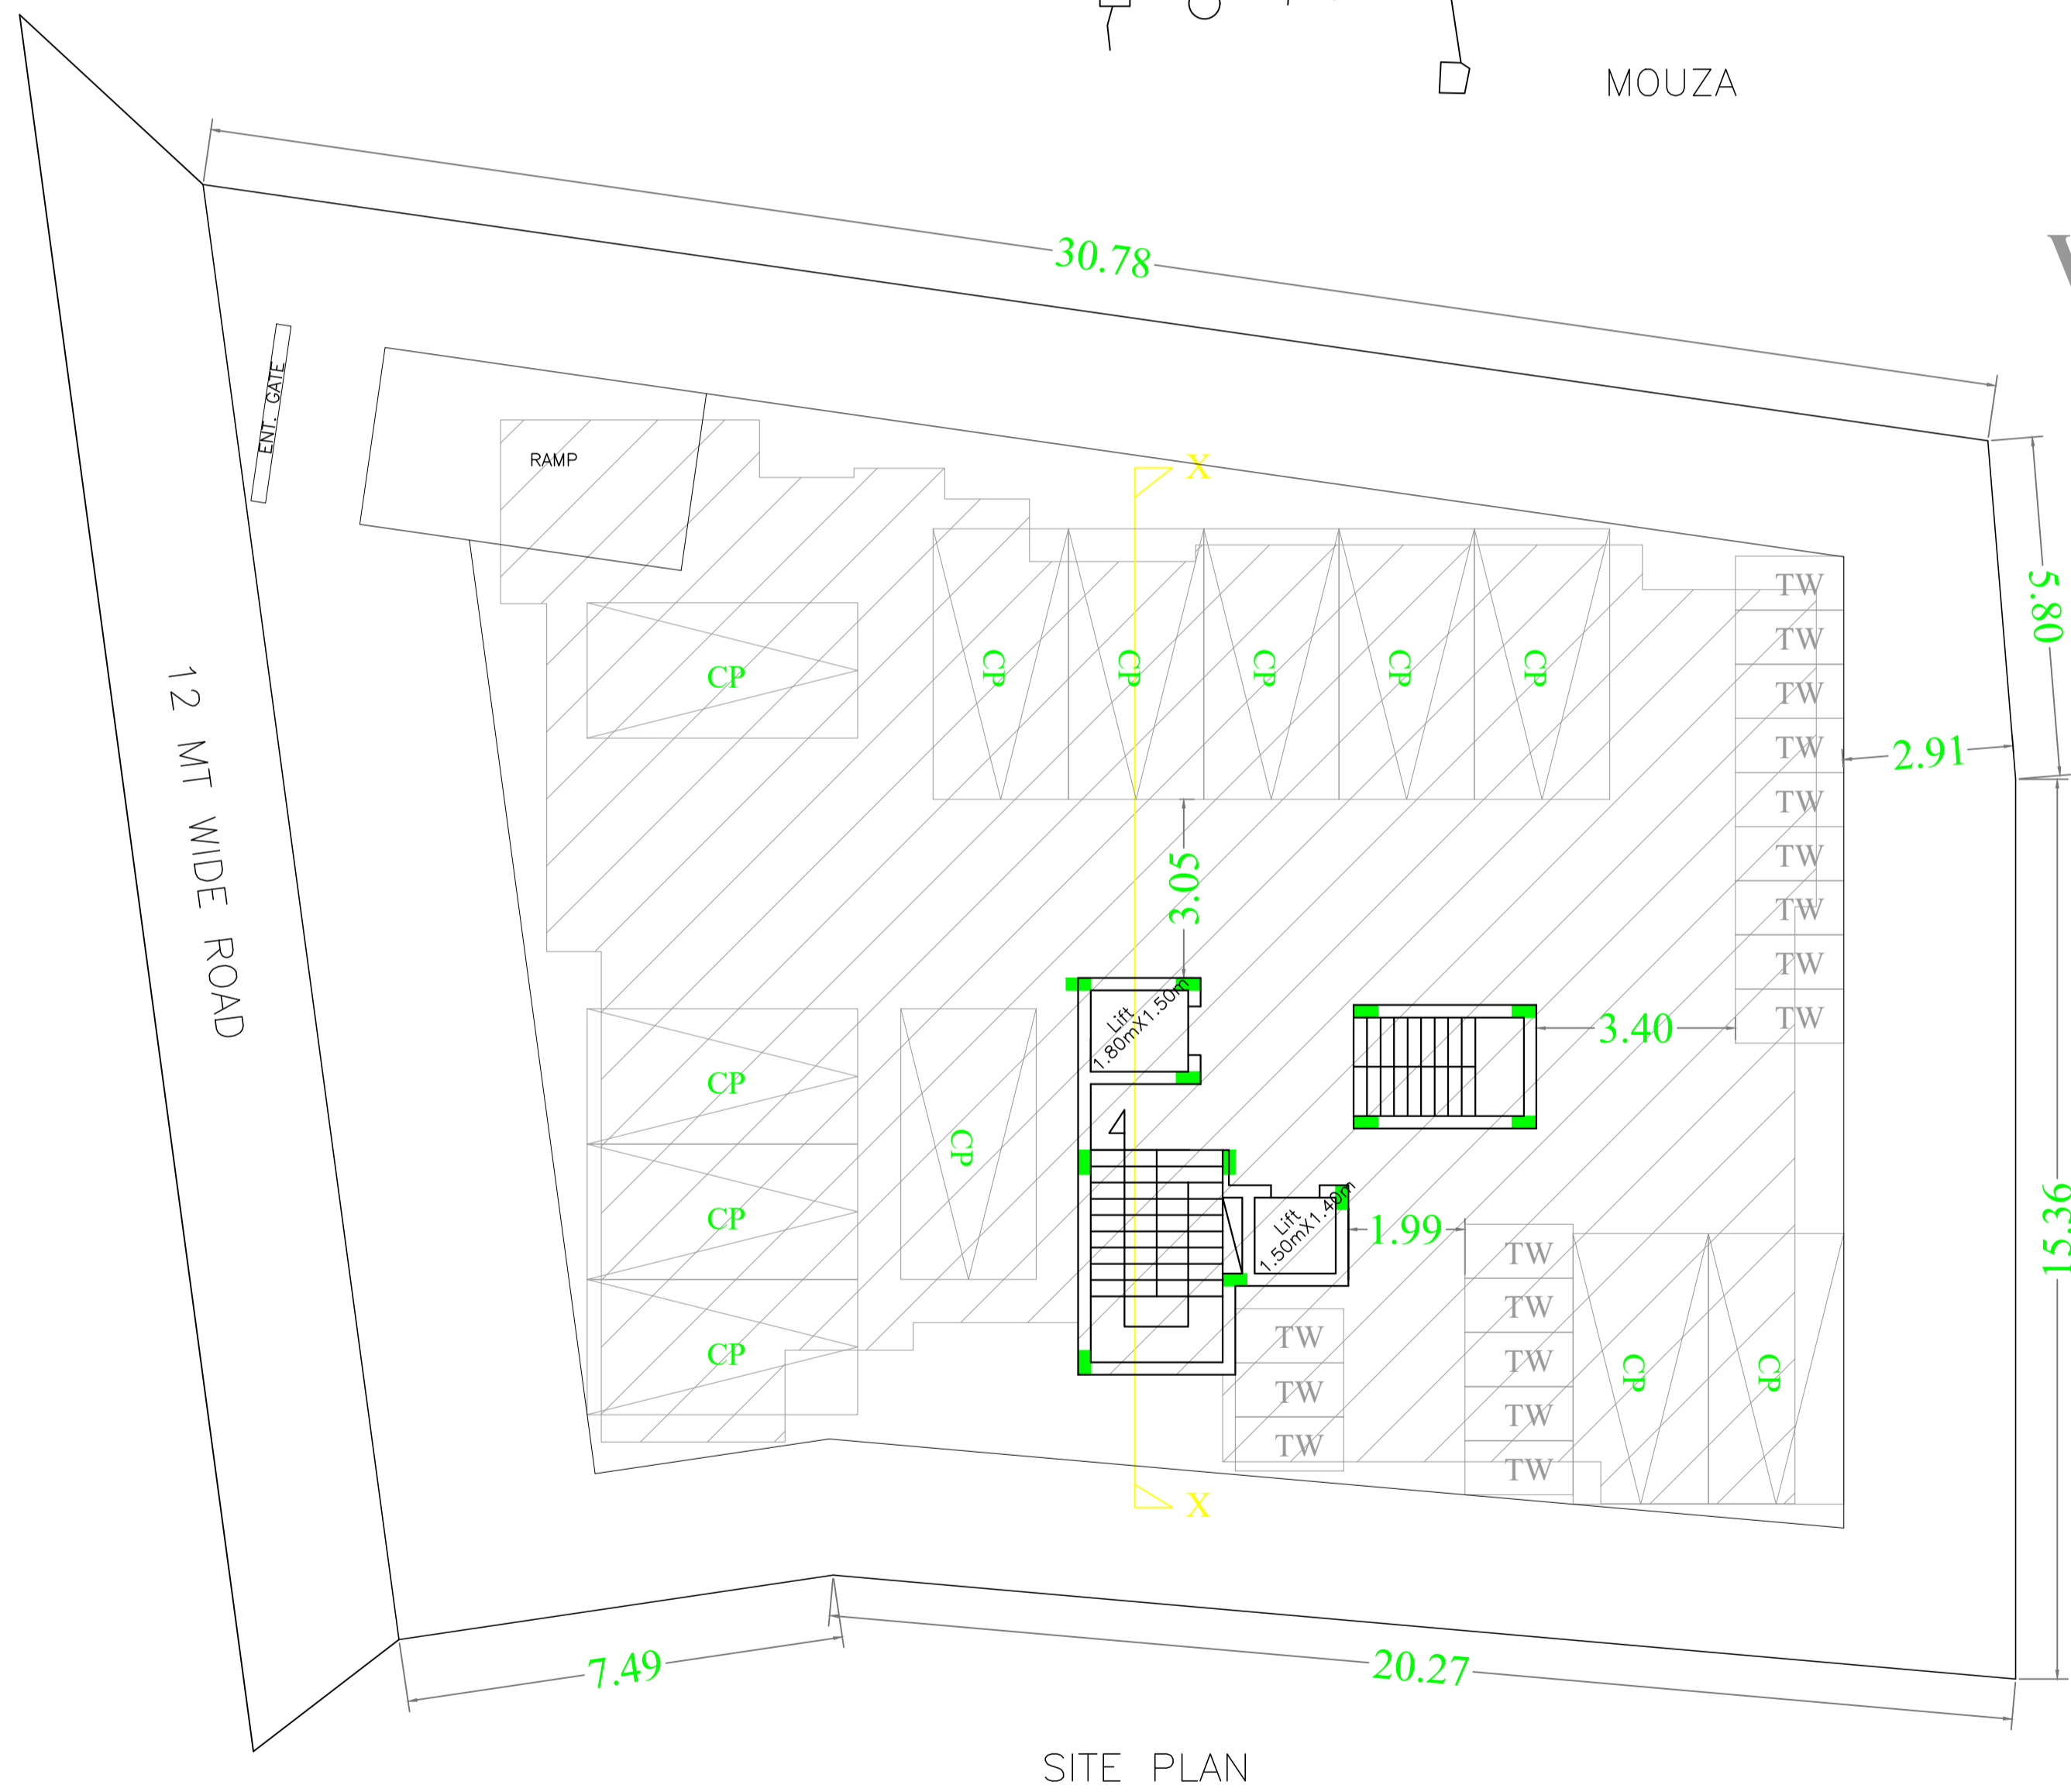 MOUZA
30.78
ENT. GATE
RAMP
X
5.80
12 MT WIDE ROAD
CP
CP
CP
CP
CP
CP
TW
TW
TW
TW
TW
TW
TW
TW
TW
2.91
3.05
Lift
1.80mX1.50m
3.40
CP
CP
CP
CP
Lift
1.50mX1.40m
1.99
15.36
TW
TW
TW
TW
TW
TW
TW
TW
CP
CP
X
7.49
20.27
SITE PLAN